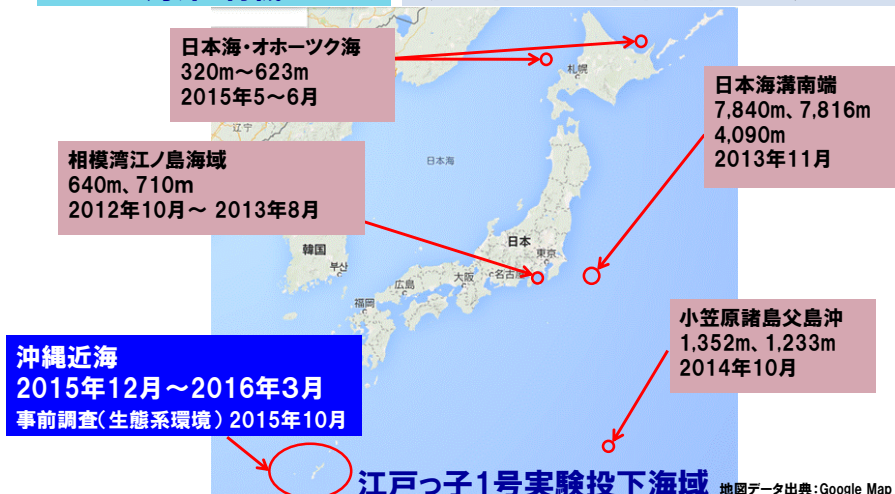 日本海・オホーツク海
320m～623m
2015年5～6月
札幌
日本海溝南端
7,840m、7,816m
4,090m
2013年11月
辽宁
日本海
相模湾江ノ島海域
640m、710m
2012年10月～ 2013年8月
韓国
부산
日本
東京
名古
大阪
広島
福岡
小笠原諸島父島沖
1,352m、1,233m
2014年10月
沖縄近海
2015年12月～2016年3月
事前調査（生態系環境）2015年10月
江戸っ子1号実験投下海域
地図データ出典：Google Map